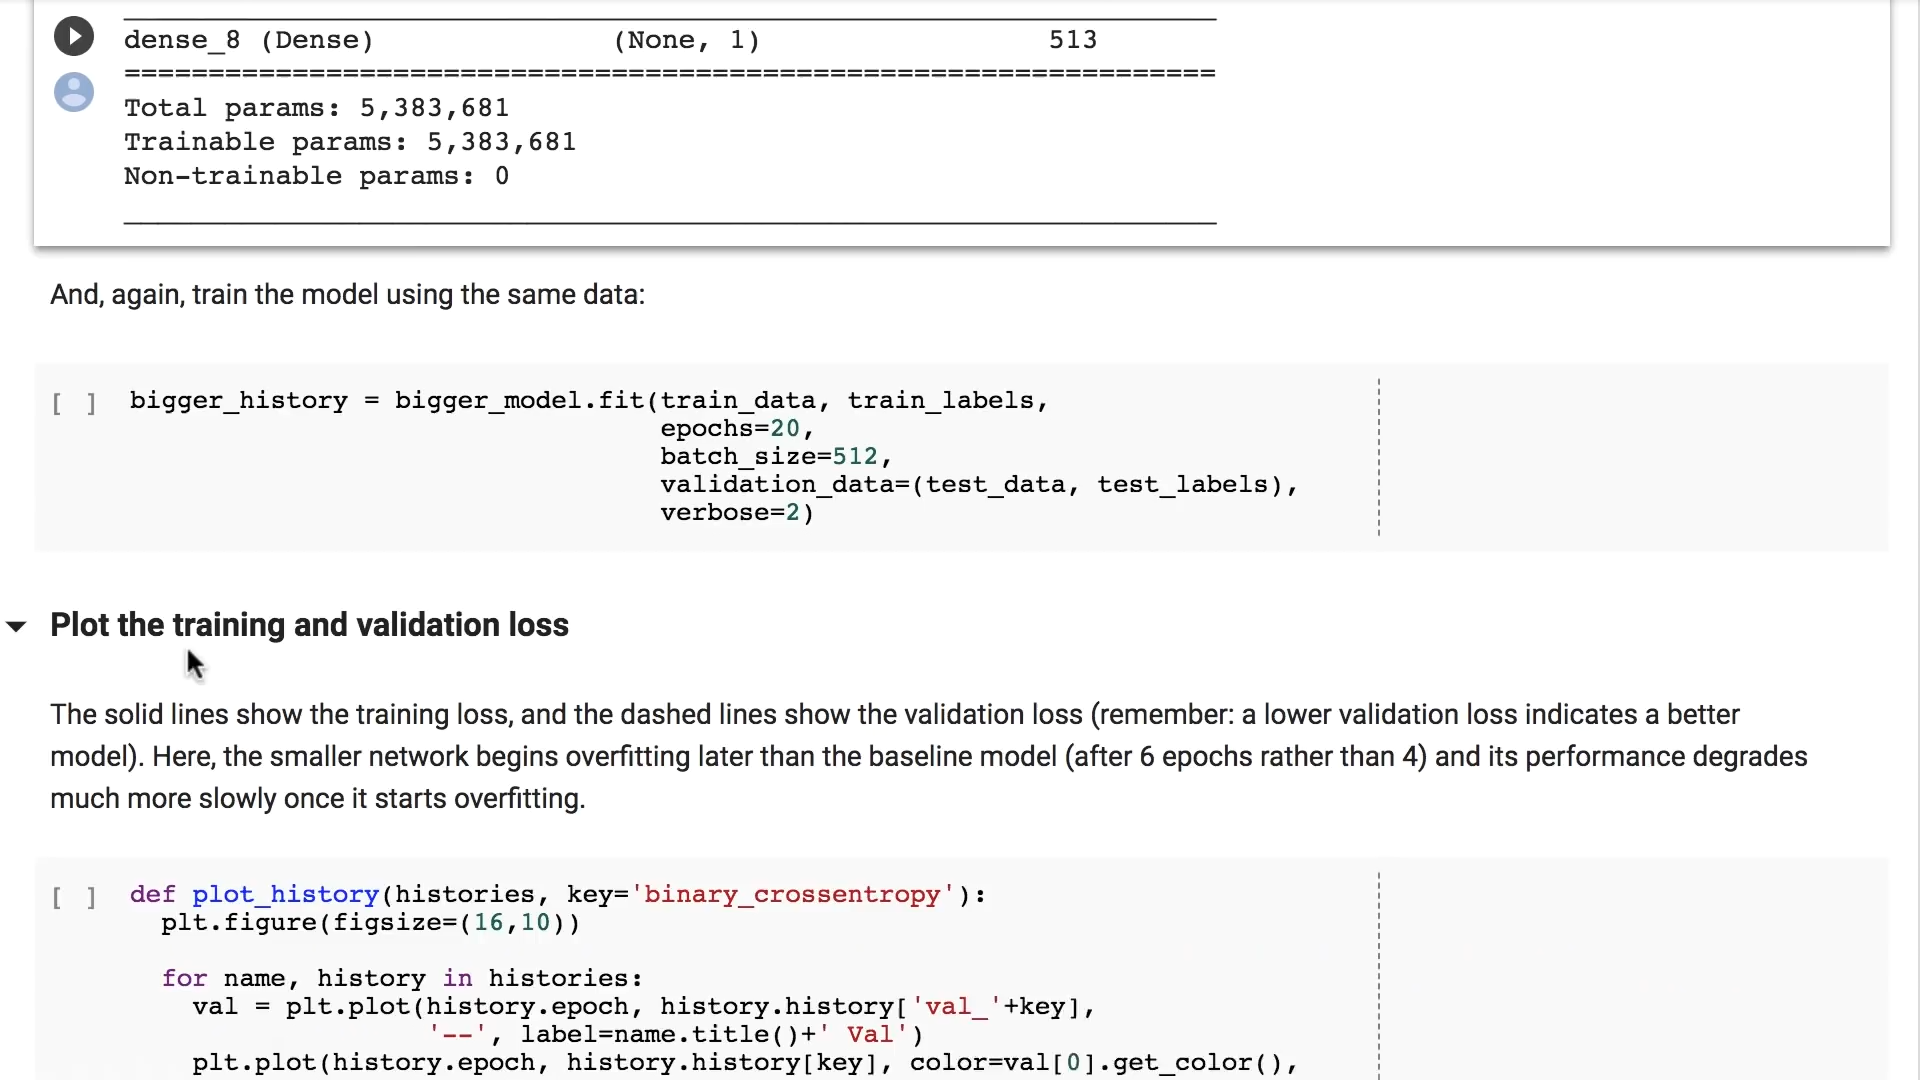 dense_8 (Dense) (None, 1) 513
=================================================================
Total params: 5,383,681
Trainable params: 5,383,681
Non-trainable params: 0
_________________________________________________________________
And, again, train the model using the same data:
[ ] bigger_history = bigger_model.fit(train_data, train_labels,
epochs=20,
batch_size=512,
validation_data=(test_data, test_labels),
verbose=2)
Plot the training and validation loss
The solid lines show the training loss, and the dashed lines show the validation loss (remember: a lower validation loss indicates a better
model). Here, the smaller network begins overfitting later than the baseline model (after 6 epochs rather than 4) and its performance degrades
much more slowly once it starts overfitting.
[ ] def plot_history(histories, key='binary_crossentropy'):
plt.figure(figsize=(16,10))
for name, history in histories:
val = plt.plot(history.epoch, history.history['val_'+key],
'--', label=name.title()+' Val')
plt.plot(history.epoch, history.history[key], color=val[0].get_color(),